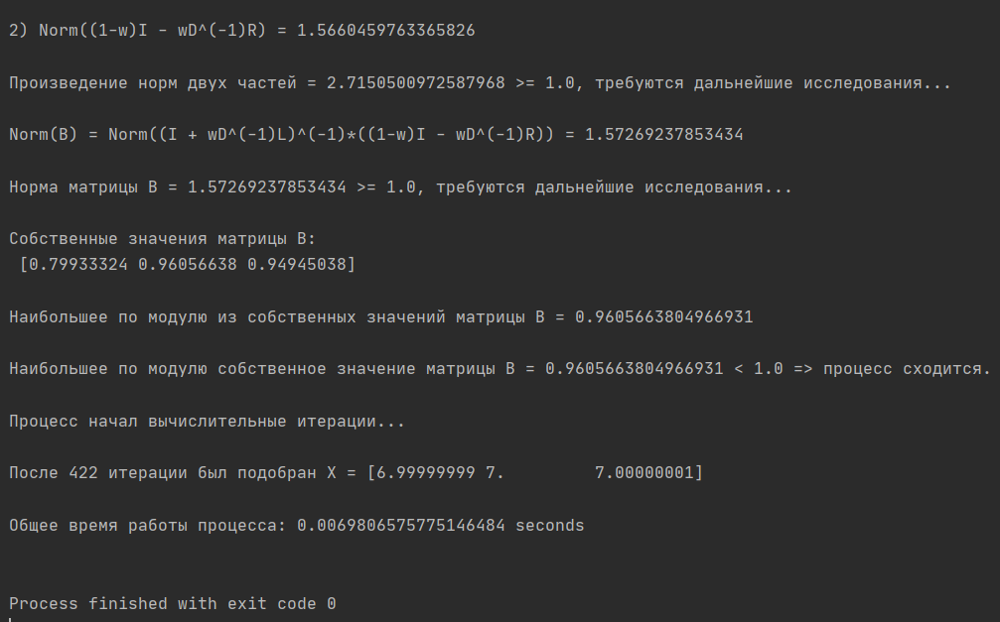 2) Norm((1-w)I - wD^(-1)R) = 1.5660459763365826
Произведение норм двух частей = 2.7150500972587968 >= 1.0, требуются дальнейшие исследования...
Norm(B) = Norm((I + wD^(-1)L)^(-1)*((1-w)I - wD^(-1)R)) = 1.57269237853434
Норма матрицы B = 1.57269237853434 >= 1.0, требуются дальнейшие исследования...
Собственные значения матрицы B:
[0.79933324 0.96056638 0.94945038]
Наибольшее по модулю из собственных значений матрицы B = 0.9605663804966931
Наибольшее по модулю собственное значение матрицы B = 0.9605663804966931 < 1.0 => процесс сходится.
Процесс начал вычислительные итерации...
После 422 итерации был подобран X = [6.99999999 7.         7.00000001]
Общее время работы процесса: 0.0069806575775146484 seconds
Process finished with exit code 0